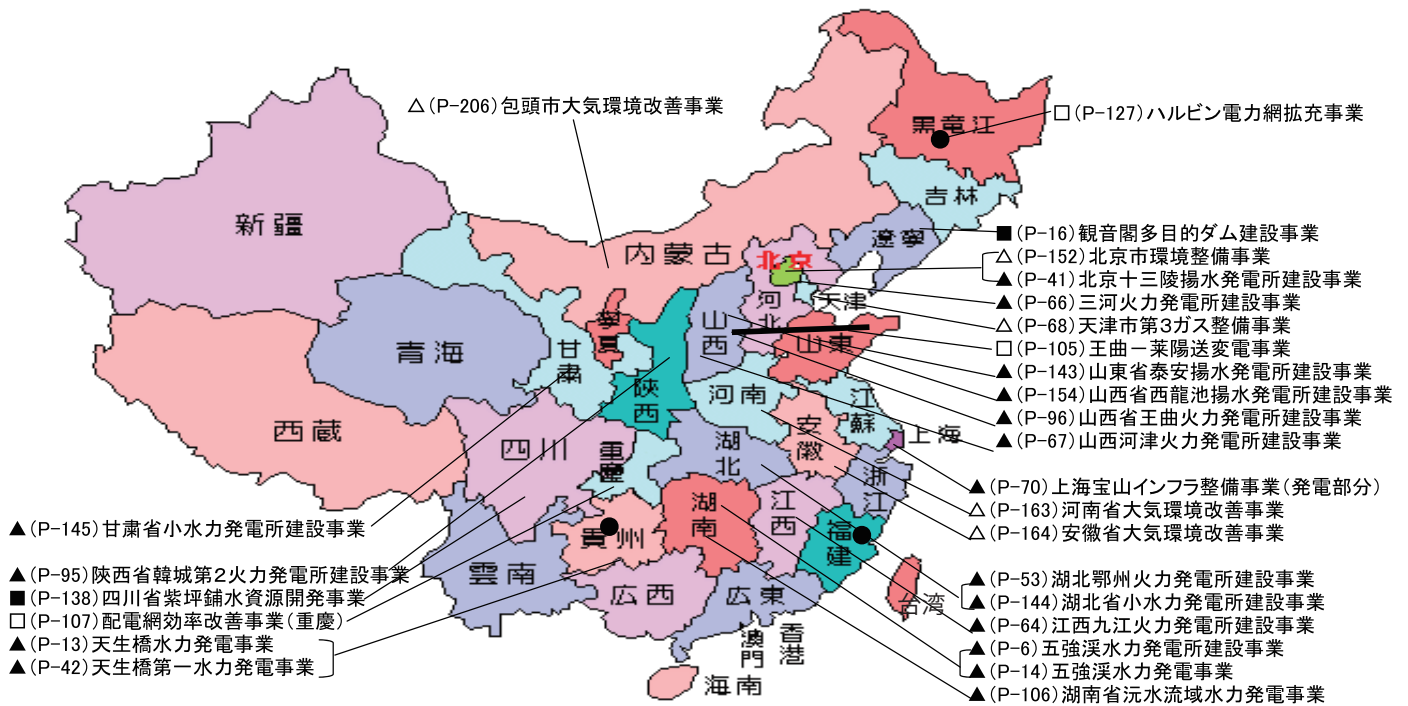 △(P-206)包頭市大気環境改善事業
□(P-127)ハルビン電力網拡充事業
黒竜江
吉林
新疆
内蒙古
遼寧
北京
天津
河北
山西
山東
寧夏
甘粛
青海
陝西
河南
江蘇
安徽
上海
西蔵
四川
重慶
湖北
浙江
湖南
江西
福建
貴州
雲南
広西
広東
台湾
澳門
香港
海南
■(P-16)観音閣多目的ダム建設事業
△(P-152)北京市環境整備事業
▲(P-41)北京十三陵揚水発電所建設事業
▲(P-66)三河火力発電所建設事業
△(P-68)天津市第3ガス整備事業
□(P-105)王曲ー莱陽送変電事業
▲(P-143)山東省泰安揚水発電所建設事業
▲(P-154)山西省西龍池揚水発電所建設事業
▲(P-96)山西省王曲火力発電所建設事業
▲(P-67)山西河津火力発電所建設事業
▲(P-70)上海宝山インフラ整備事業(発電部分)
△(P-163)河南省大気環境改善事業
△(P-164)安徽省大気環境改善事業
▲(P-53)湖北鄂州火力発電所建設事業
▲(P-144)湖北省小水力発電所建設事業
▲(P-64)江西九江火力発電所建設事業
▲(P-6)五強渓水力発電所建設事業
▲(P-14)五強渓水力発電事業
▲(P-106)湖南省沅水流域水力発電事業
▲(P-145)甘粛省小水力発電所建設事業
▲(P-95)陝西省韓城第2火力発電所建設事業
■(P-138)四川省紫坪鋪水資源開発事業
□(P-107)配電網効率改善事業(重慶)
▲(P-13)天生橋水力発電事業
▲(P-42)天生橋第一水力発電事業